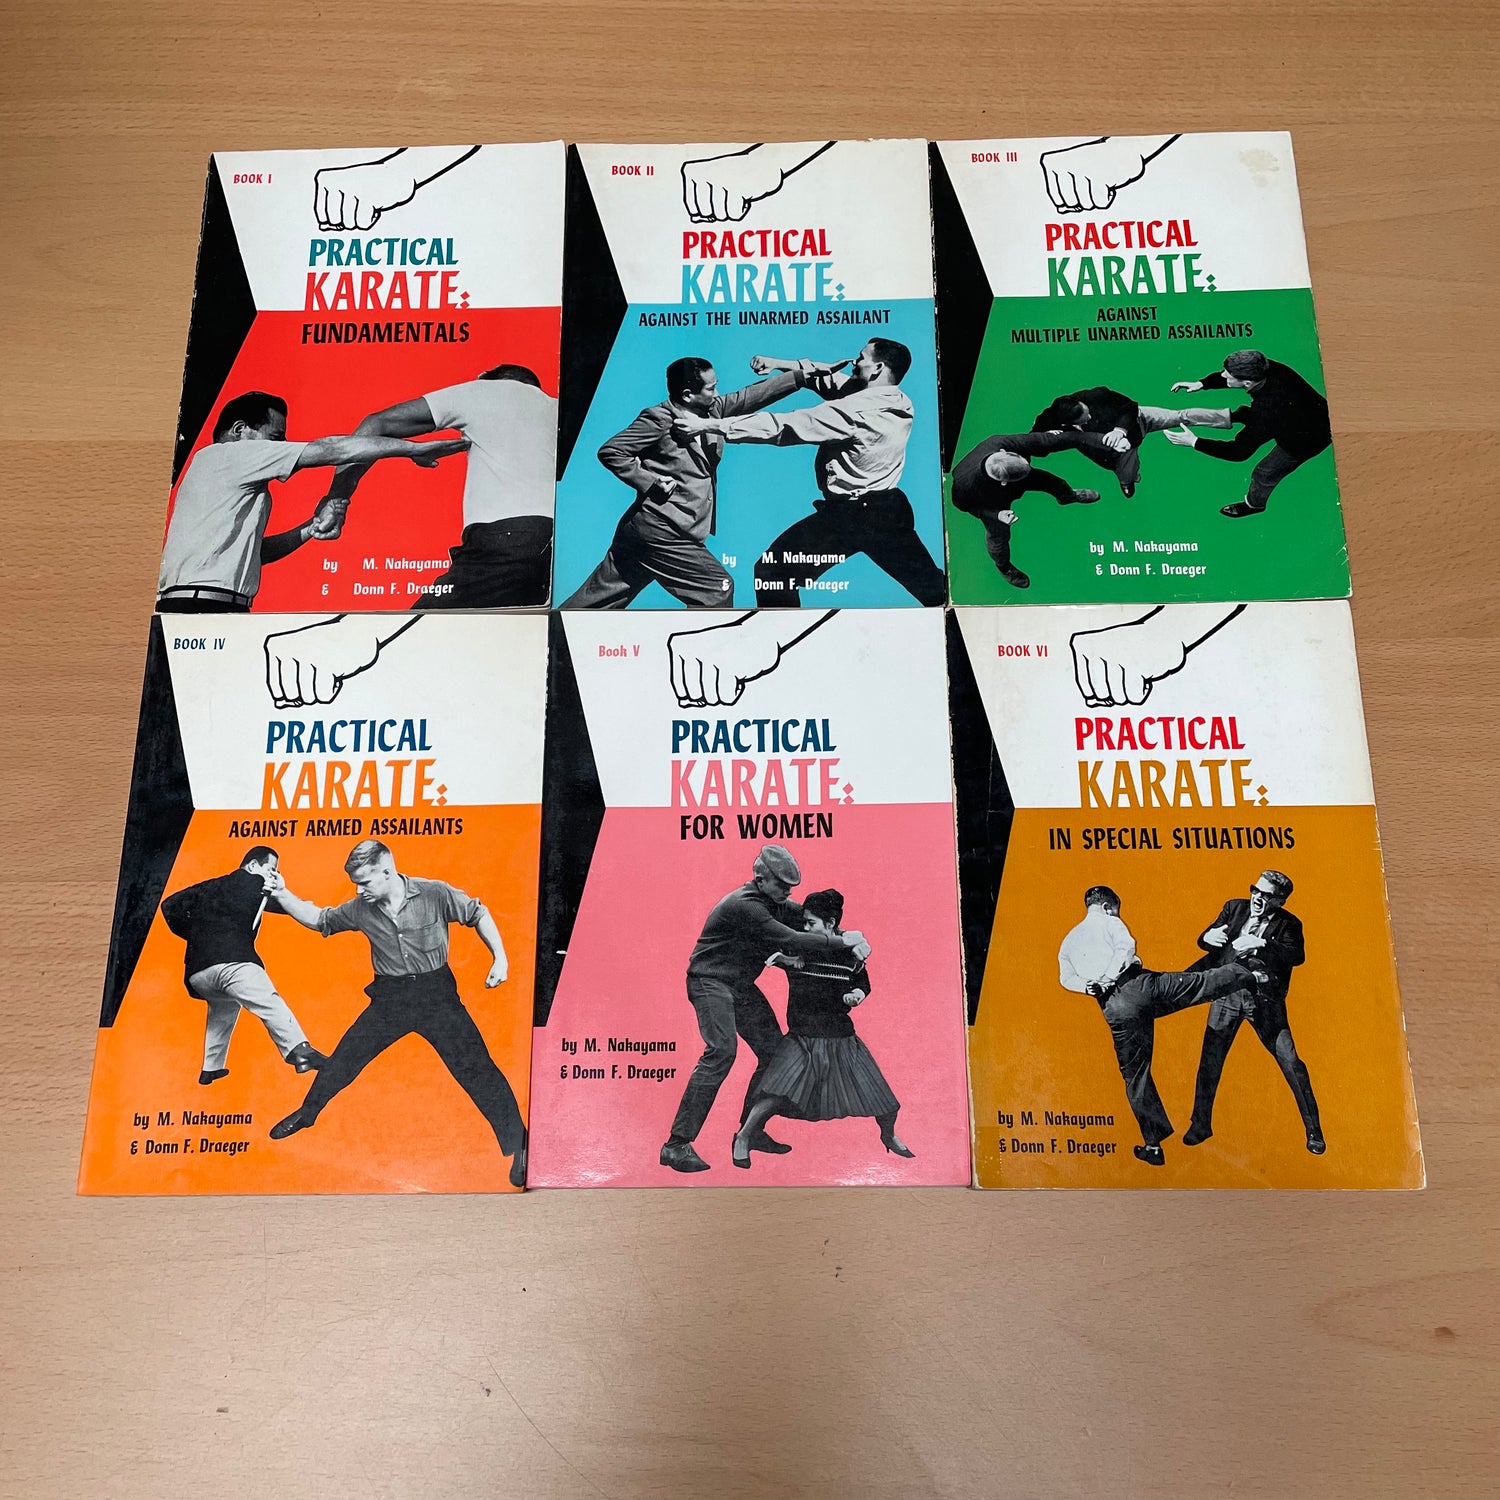 BOOK I
PRACTICAL
KARATE:
FUNDAMENTALS
by M. Nakayama
& Donn F. Draeger
BOOK II
PRACTICAL
KARATE:
AGAINST THE UNARMED ASSAILANT
by M. Nakayama
& Donn F. Draeger
BOOK III
PRACTICAL
KARATE:
AGAINST
MULTIPLE UNARMED ASSAILANTS
by M. Nakayama
& Donn F. Draeger
BOOK IV
PRACTICAL
KARATE:
AGAINST ARMED ASSAILANTS
by M. Nakayama
& Donn F. Draeger
Book V
PRACTICAL
KARATE:
FOR WOMEN
by M. Nakayama
& Donn F. Draeger
BOOK VI
PRACTICAL
KARATE:
IN SPECIAL SITUATIONS
by M. Nakayama
& Donn F. Draeger